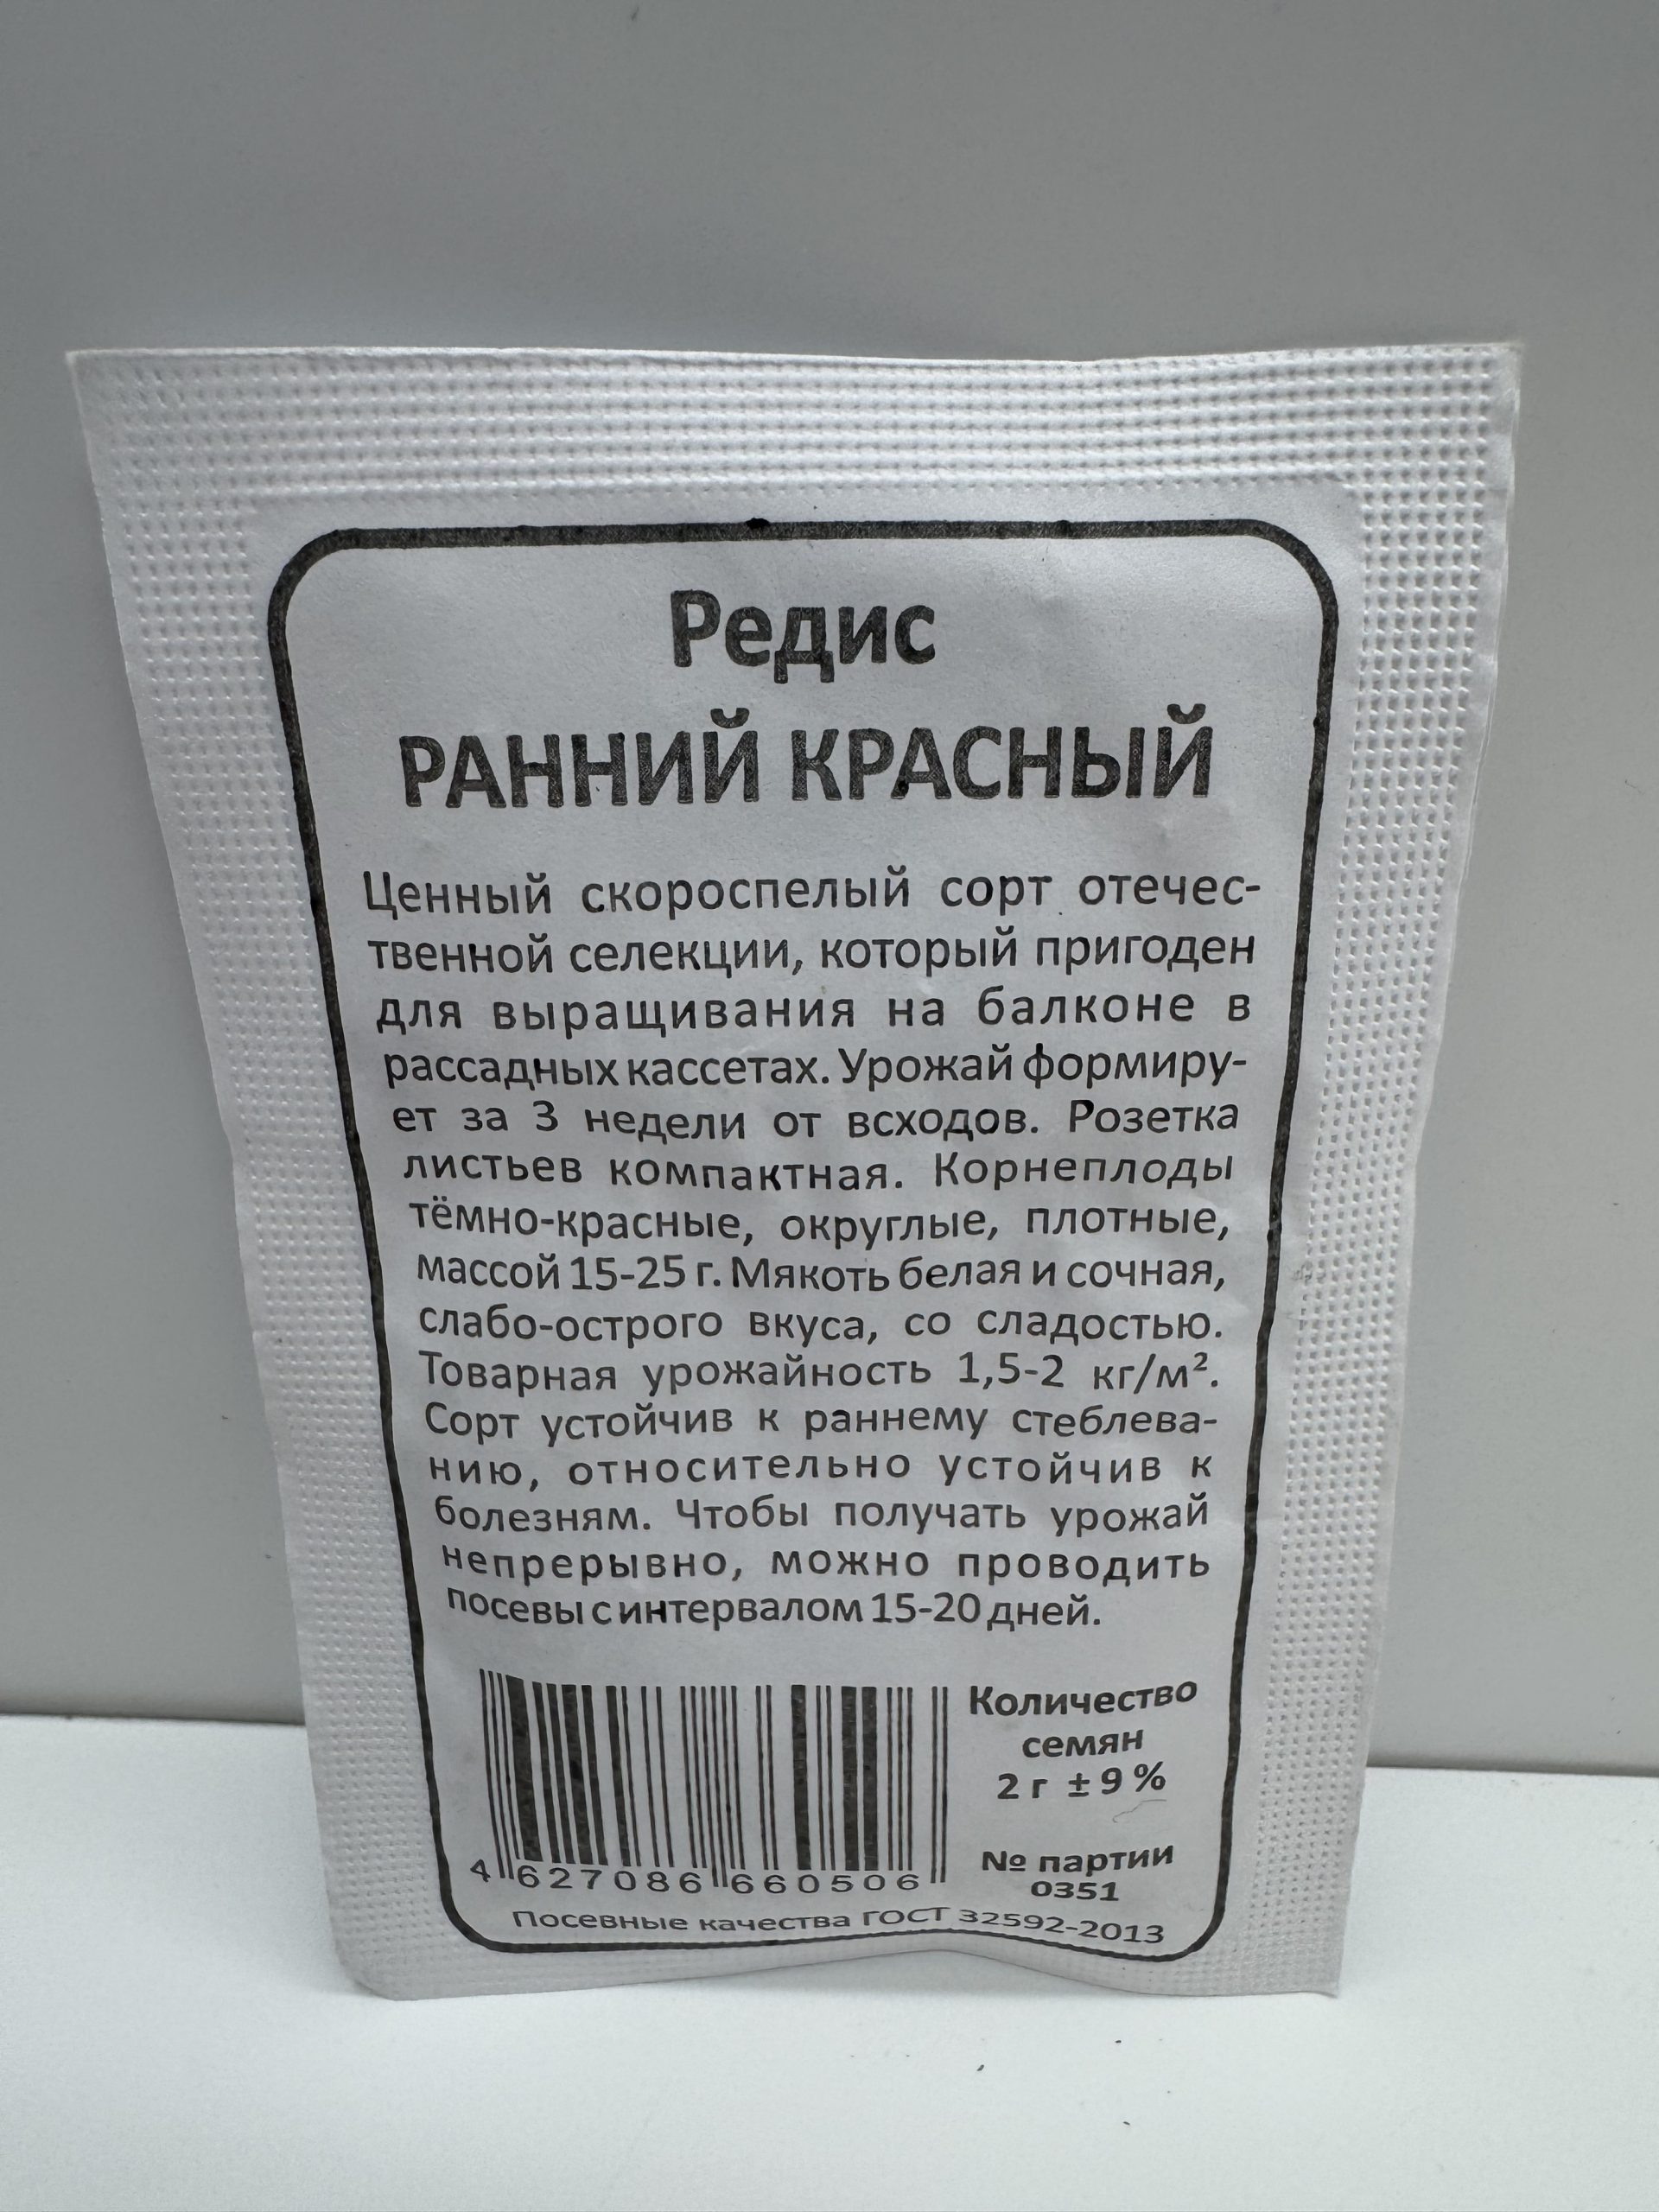 Редис
РАННИЙ КРАСНЫЙ
Ценный скороспелый сорт отечес-
твенной селекции, который пригоден
для выращивания на балконе в
рассадных кассетах. Урожай формиру-
ет за 3 недели от всходов. Розетка
листьев компактная. Корнеплоды
тёмно-красные, округлые, плотные,
массой 15-25 г. Мякоть белая и сочная,
слабо-острого вкуса, со сладостью.
Товарная урожайность 1,5-2 кг/м².
Сорт устойчив к раннему стеблева-
нию, относительно устойчив к
болезням. Чтобы получать урожай
непрерывно, можно проводить
посевы с интервалом 15-20 дней.
Количество
семян
2 г ±9%
№ партии
0351
4 627086 660506
Посевные качества ГОСТ 32592-2013